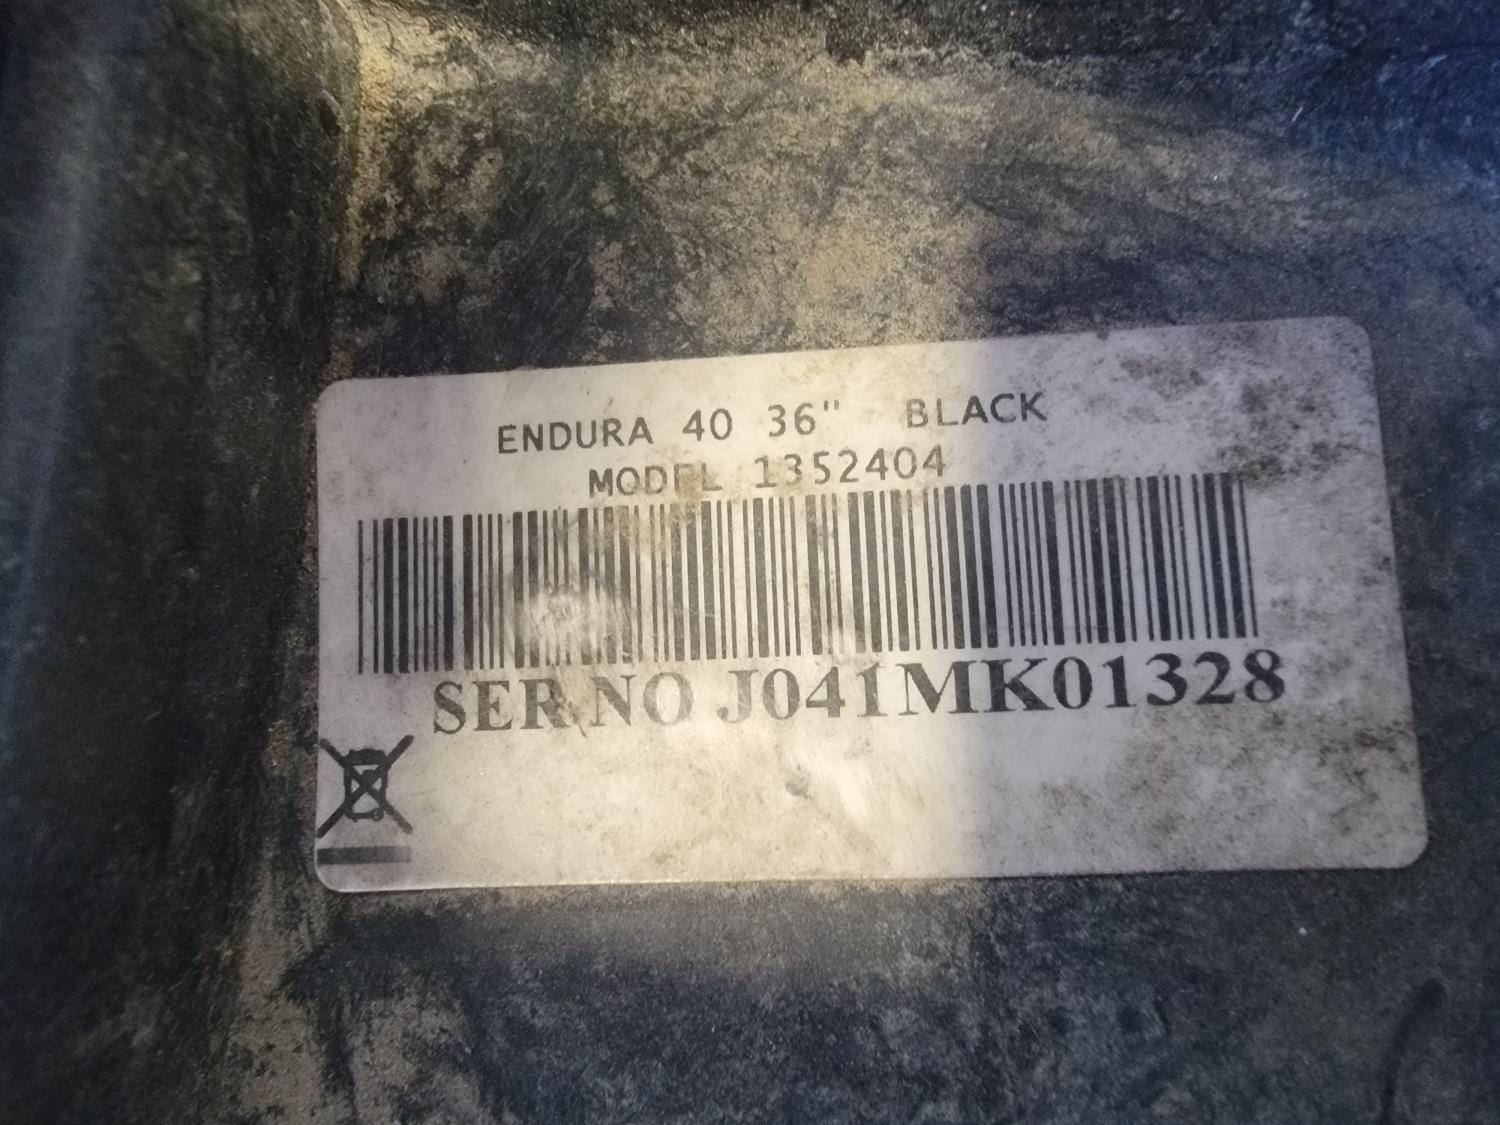 ENDURA 40 36" BLACK
MODEL 1352404
SER NO J041MK01328